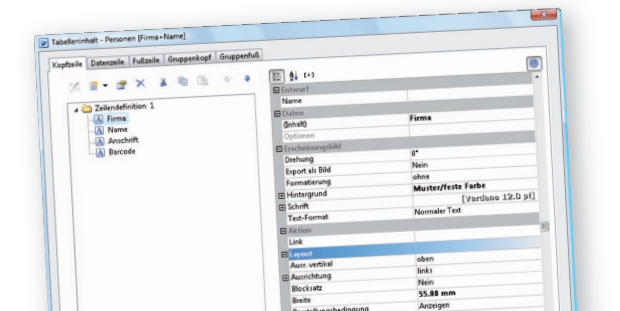 Tabelleninhalt - Personen [Firma+Name]
Kopfzeile Datenzeile Fußzeile Gruppenkopf Gruppenfuß
Zeilendefinition 1
Firma
Name
Anschrift
Barcode
Entwurf
Name
Daten
(Inhalt) Firma
Optionen
Erscheinungsbild
Drehung 0°
Export als Bild Nein
Formatierung ohne
Hintergrund Muster/feste Farbe
Schrift [Verdana 12.0 pt]
Text-Format Normaler Text
Aktion
Link
Layout
Ausr. vertikal oben
Ausrichtung links
Blocksatz Nein
Breite 55.88 mm
Darstellungsbedingung Anzeigen